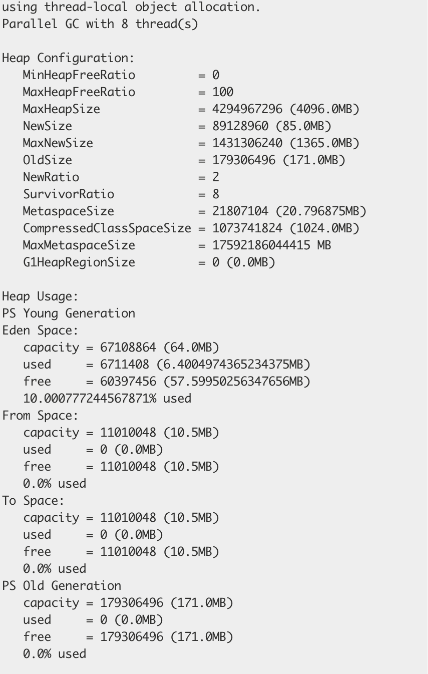 using thread-local object allocation.
Parallel GC with 8 thread(s)
Heap Configuration:
MinHeapFreeRatio = 0
MaxHeapFreeRatio = 100
MaxHeapSize = 4294967296 (4096.0MB)
NewSize = 89128960 (85.0MB)
MaxNewSize = 1431306240 (1365.0MB)
OldSize = 179306496 (171.0MB)
NewRatio = 2
SurvivorRatio = 8
MetaspaceSize = 21807104 (20.796875MB)
CompressedClassSpaceSize = 1073741824 (1024.0MB)
MaxMetaspaceSize = 17592186044415 MB
G1HeapRegionSize = 0 (0.0MB)
Heap Usage:
PS Young Generation
Eden Space:
capacity = 67108864 (64.0MB)
used = 6711408 (6.4004974365234375MB)
free = 60397456 (57.59950256347656MB)
10.000777244567871% used
From Space:
capacity = 11010048 (10.5MB)
used = 0 (0.0MB)
free = 11010048 (10.5MB)
0.0% used
To Space:
capacity = 11010048 (10.5MB)
used = 0 (0.0MB)
free = 11010048 (10.5MB)
0.0% used
PS Old Generation
capacity = 179306496 (171.0MB)
used = 0 (0.0MB)
free = 179306496 (171.0MB)
0.0% used